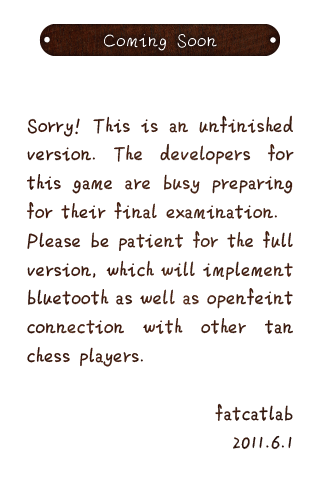 Coming Soon
Sorry! This is an unfinished
version. The developers for
this game are busy preparing
for their final examination.
Please be patient for the full
version, which will implement
bluetooth as well as openfeint
connection with other tan
chess players.
fatcatlab
2011.6.1